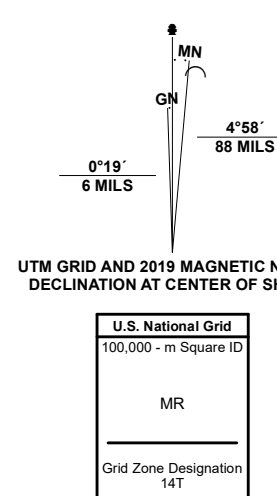 MN
GN
4°58´
88 MILS
0°19´
6 MILS
UTM GRID AND 2019 MAGNETIC
DECLINATION AT CENTER OF
U.S. National Grid
100,000 - m Square ID
MR
Grid Zone Designation
14T